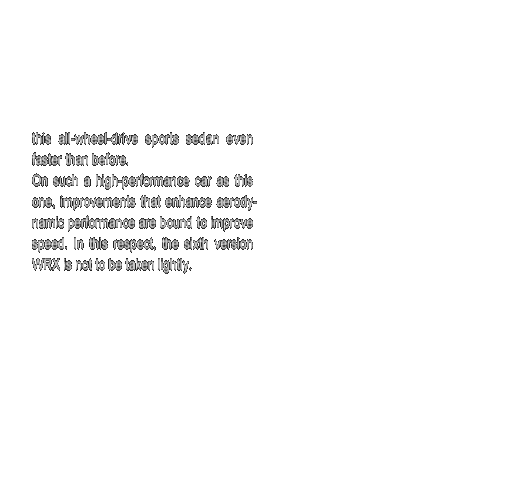 this all-wheel-drive sports sedan even
faster than before.
On such a high-performance car as this
one, improvements that enhance aerody-
namic performance are bound to improve
speed. In this respect, the sixth version
WRX is not to be taken lightly.